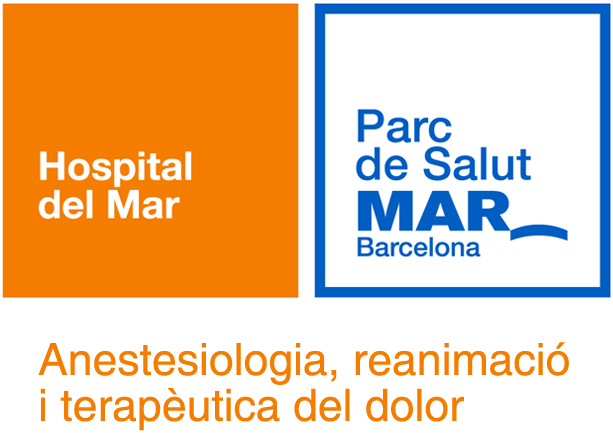 Hospital
del Mar
Parc
de Salut
MAR
Barcelona
Anestesiologia, reanimació
i terapèutica del dolor